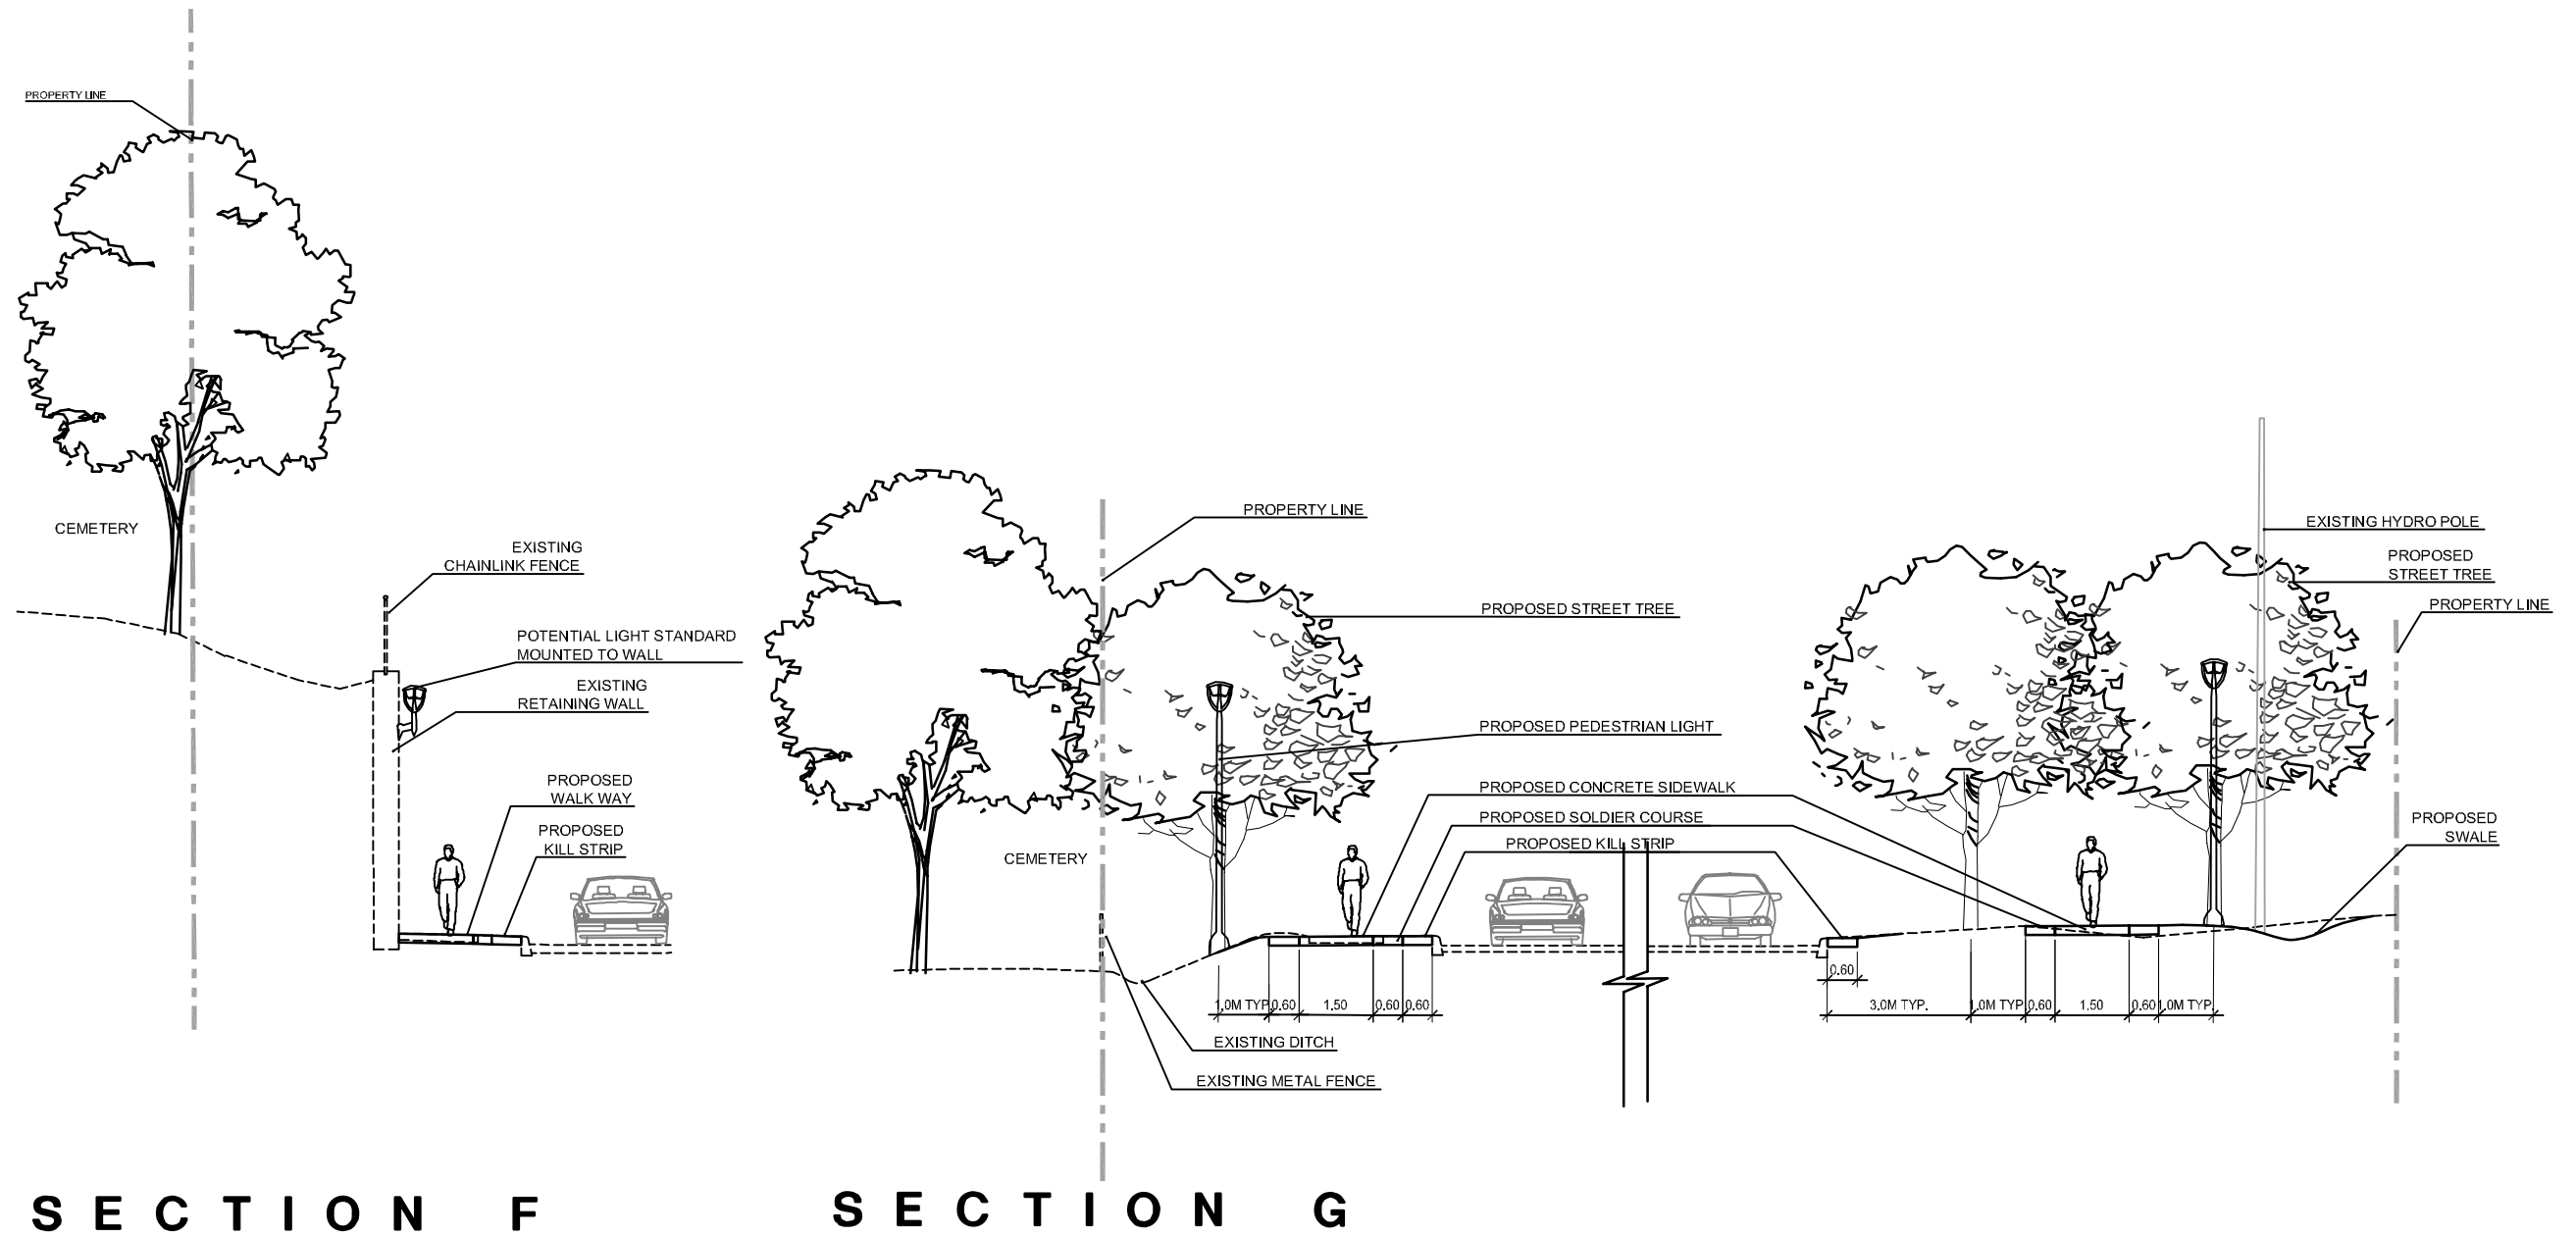 PROPERTY LINE
CEMETERY
EXISTING
CHAINLINK FENCE
POTENTIAL LIGHT STANDARD
MOUNTED TO WALL
EXISTING
RETAINING WALL
PROPOSED
WALK WAY
PROPOSED
KILL STRIP
SECTION F
PROPERTY LINE
PROPOSED STREET TREE
PROPOSED PEDESTRIAN LIGHT
PROPOSED CONCRETE SIDEWALK
PROPOSED SOLDIER COURSE
PROPOSED KILL STRIP
CEMETERY
1.0M TYP. 0.60 1.50 0.60 0.60
EXISTING DITCH
EXISTING METAL FENCE
EXISTING HYDRO POLE
PROPOSED
STREET TREE
PROPERTY LINE
PROPOSED
SWALE
0.60
3.0M TYP. 1.0M TYP. 0.60 1.50 0.60 1.0M TYP.
SECTION G